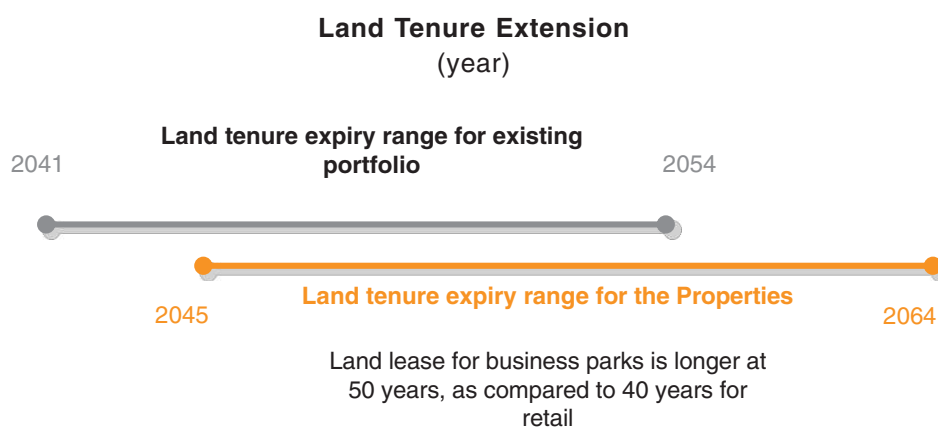 Land Tenure Extension
(year)
Land tenure expiry range for existing
portfolio
2041
2054
Land tenure expiry range for the Properties
2045
2064
Land lease for business parks is longer at
50 years, as compared to 40 years for
retail